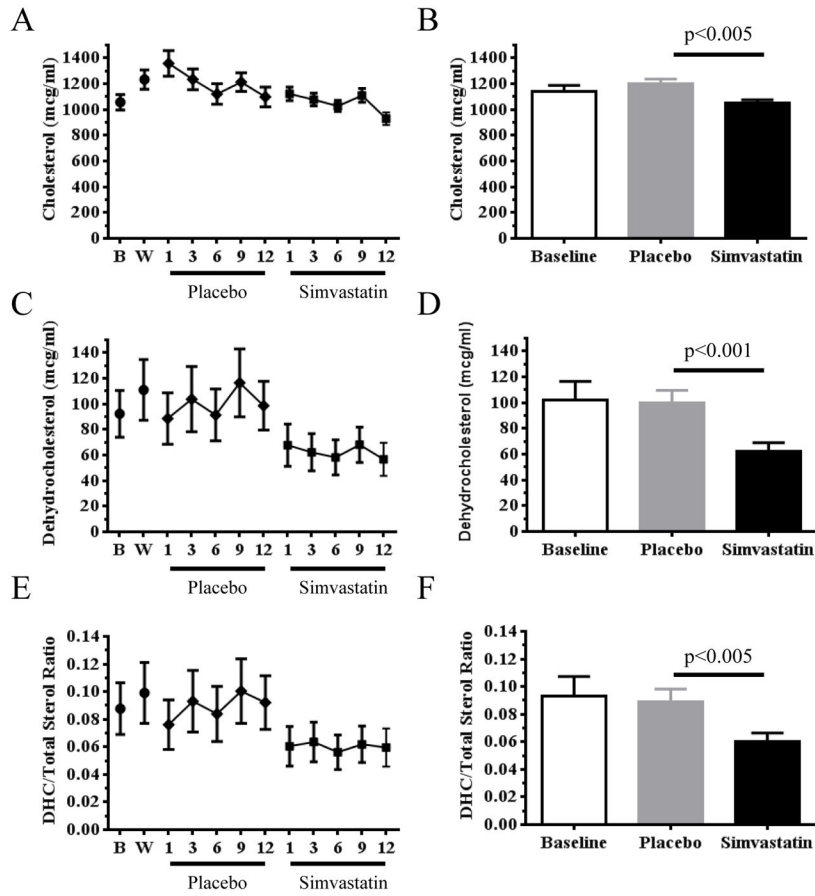 A
Cholesterol (mcg/ml)
1400
1200
1000
800
600
400
200
0
B W 1 3 6 9 12 1 3 6 9 12
Placebo Simvastatin
B
Cholesterol (mcg/ml)
1400
1200
1000
800
600
400
200
0
p<0.005
Baseline Placebo Simvastatin
C
Dehydrocholesterol (mcg/ml)
140
120
100
80
60
40
20
0
B W 1 3 6 9 12 1 3 6 9 12
Placebo Simvastatin
D
Dehydrocholesterol (mcg/ml)
140
120
100
80
60
40
20
0
p<0.001
Baseline Placebo Simvastatin
E
DHC/Total Sterol Ratio
0.14
0.12
0.10
0.08
0.06
0.04
0.02
0.00
B W 1 3 6 9 12 1 3 6 9 12
Placebo Simvastatin
F
DHC/Total Sterol Ratio
0.14
0.12
0.10
0.08
0.06
0.04
0.02
0.00
p<0.005
Baseline Placebo Simvastatin